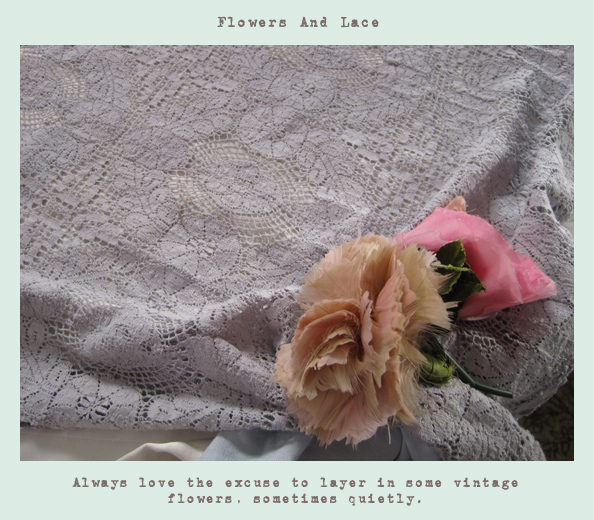 Flowers And Lace
Always love the excuse to layer in some vintage
flowers, sometimes quietly.